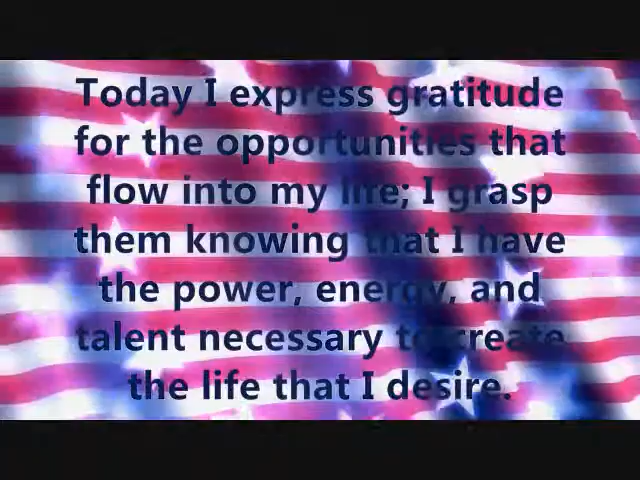 Today I express gratitude
for the opportunities that
flow into my life; I grasp
them knowing that I have
the power, energy, and
talent necessary to create
the life that I desire.